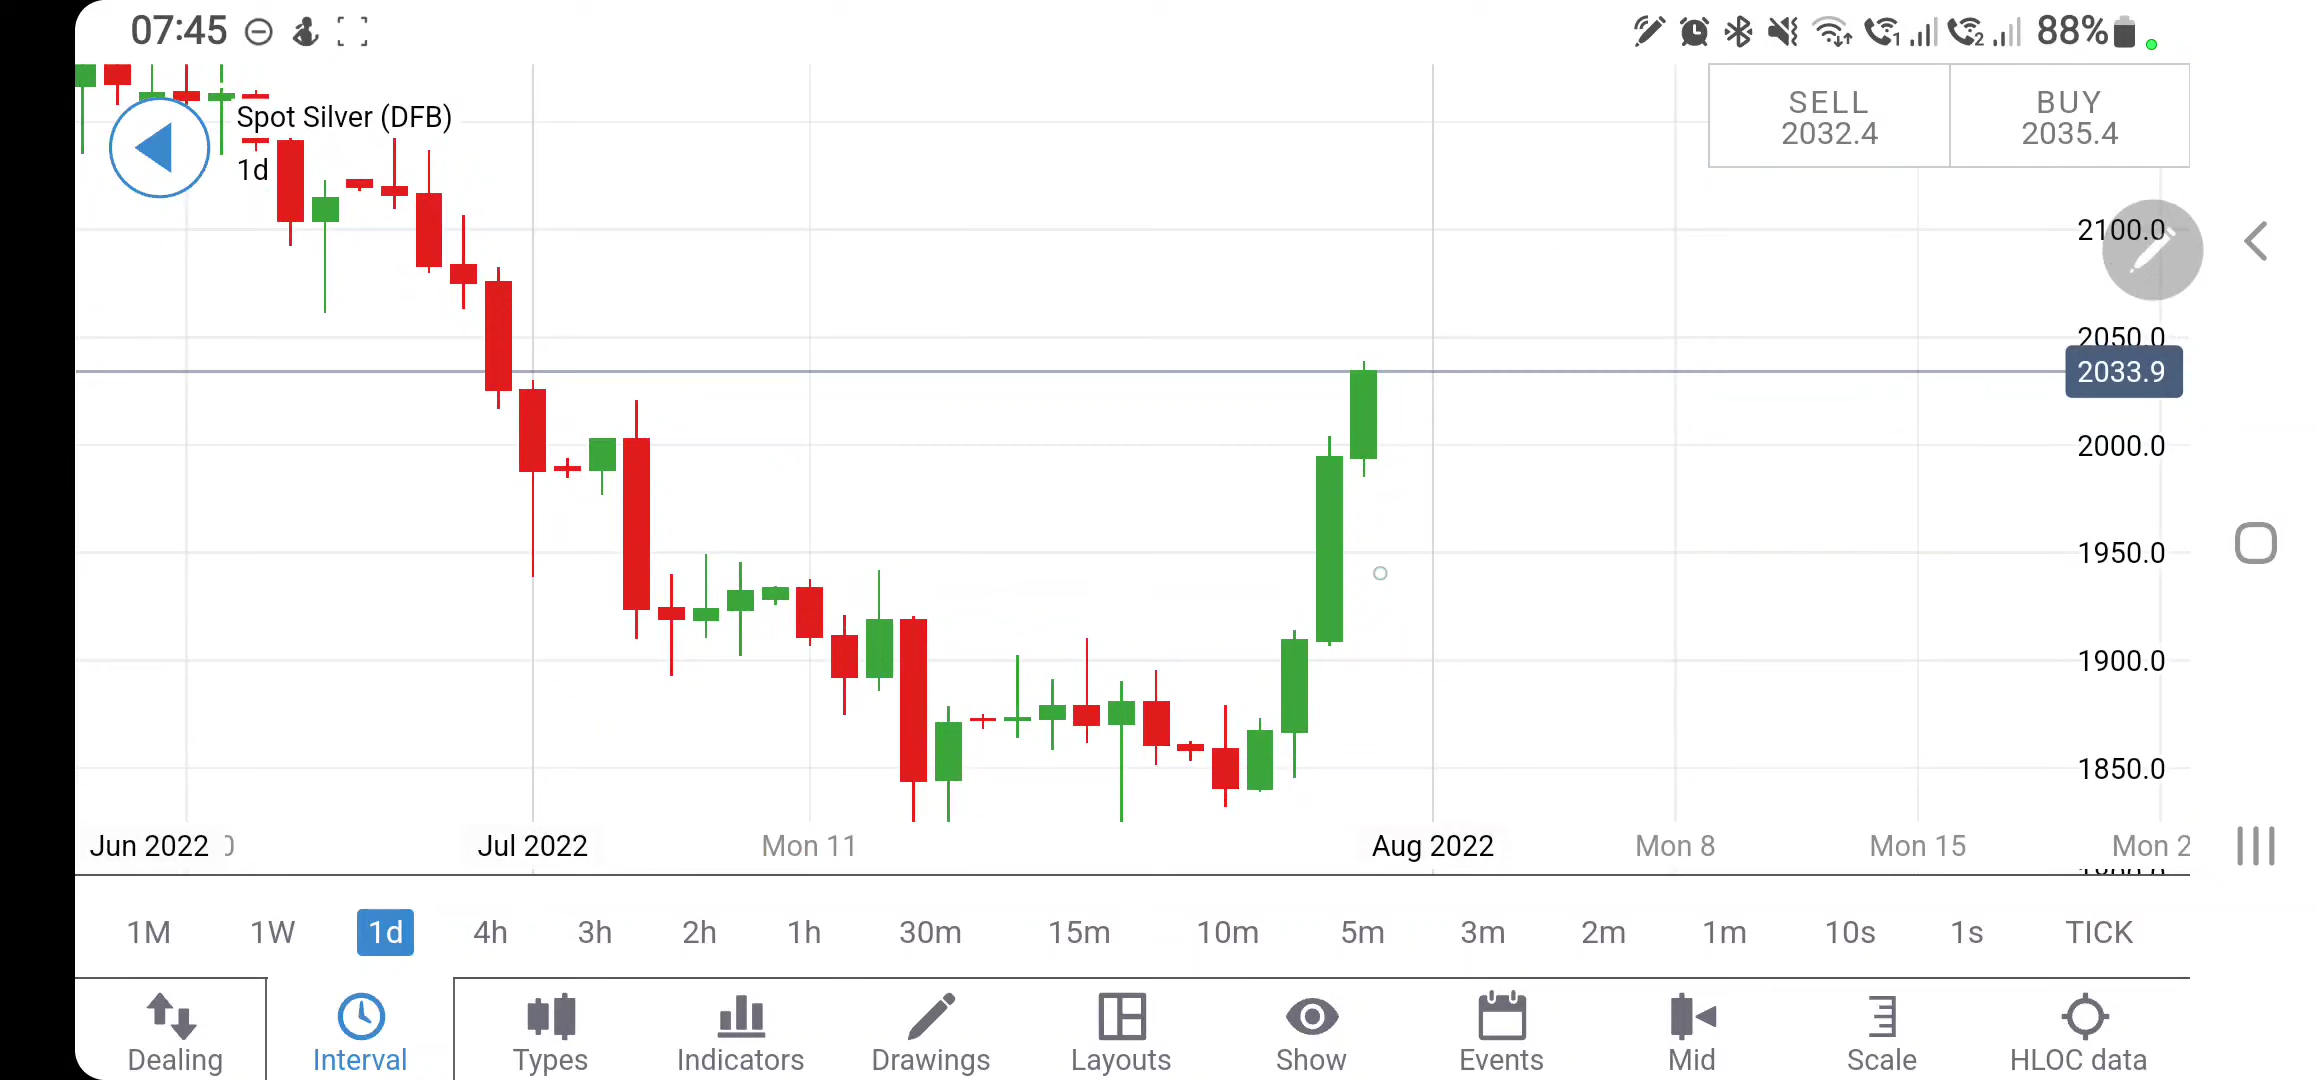 07:45
88%
Spot Silver (DFB)
1d
SELL
2032.4
BUY
2035.4
2100.0
2050.0
2033.9
2000.0
1950.0
1900.0
1850.0
Jun 2022
Jul 2022
Mon 11
Aug 2022
Mon 8
Mon 15
Mon 2
1M 1W 1d 4h 3h 2h 1h 30m 15m 10m 5m 3m 2m 1m 10s 1s TICK
Dealing Interval Types Indicators Drawings Layouts Show Events Mid Scale HLOC data